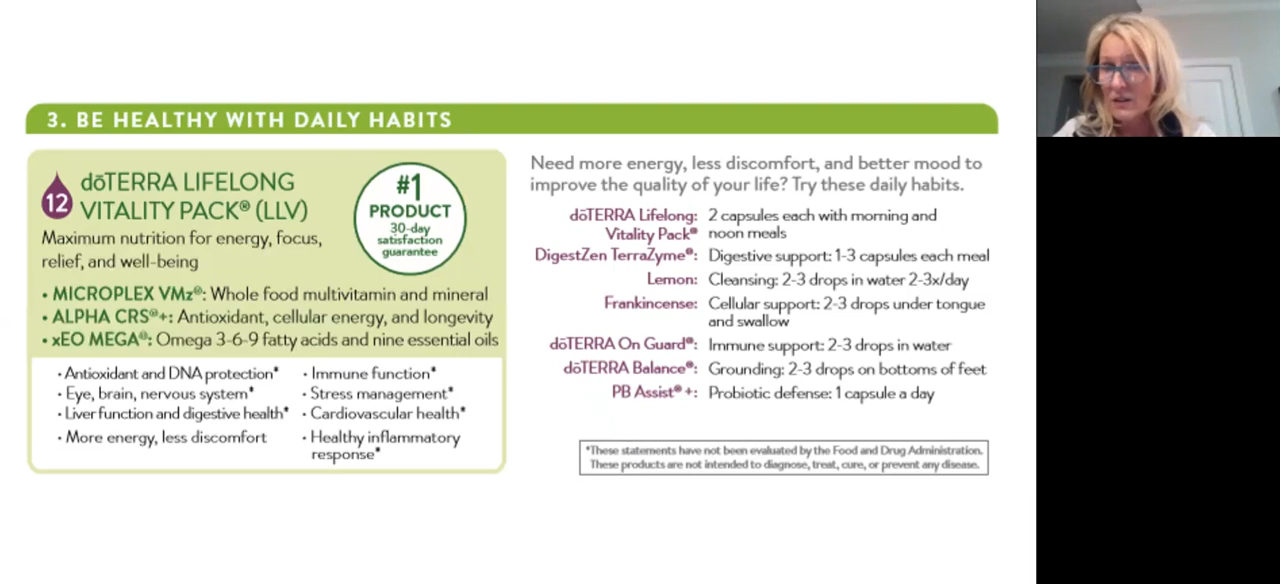 3. BE HEALTHY WITH DAILY HABITS
12
dōTERRA LIFELONG
VITALITY PACK® (LLV)
Maximum nutrition for energy, focus,
relief, and well-being
#1
PRODUCT
30-day
satisfaction
guarantee
• MICROPLEX VMz®: Whole food multivitamin and mineral
• ALPHA CRS®+: Antioxidant, cellular energy, and longevity
• xEO MEGA®: Omega 3-6-9 fatty acids and nine essential oils
• Antioxidant and DNA protection*
• Eye, brain, nervous system*
• Liver function and digestive health*
• More energy, less discomfort
• Immune function*
• Stress management*
• Cardiovascular health*
• Healthy inflammatory
response*
Need more energy, less discomfort, and better mood to
improve the quality of your life? Try these daily habits.
dōTERRA Lifelong: 2 capsules each with morning and
Vitality Pack® noon meals
DigestZen TerraZyme®: Digestive support: 1-3 capsules each meal
Lemon: Cleansing: 2-3 drops in water 2-3x/day
Frankincense: Cellular support: 2-3 drops under tongue
and swallow
dōTERRA On Guard®: Immune support: 2-3 drops in water
dōTERRA Balance®: Grounding: 2-3 drops on bottoms of feet
PB Assist®+: Probiotic defense: 1 capsule a day
*These statements have not been evaluated by the Food and Drug Administration.
These products are not intended to diagnose, treat, cure, or prevent any disease.